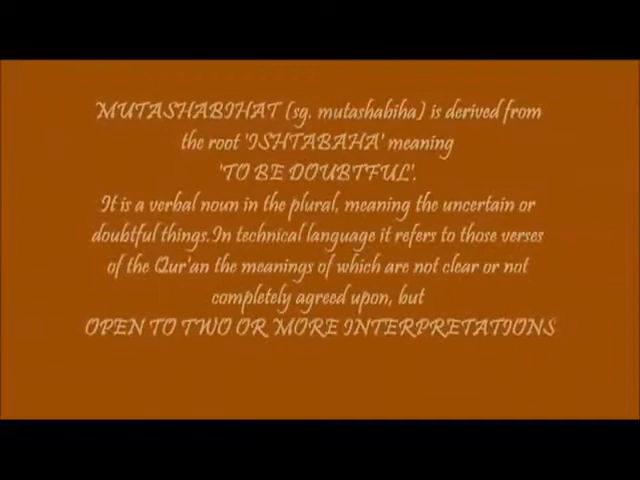 MUTASHABIHAT (sg. mutashabiha) is derived from
the root 'ISHTABAHA' meaning
'TO BE DOUBTFUL'.
It is a verbal noun in the plural, meaning the uncertain or
doubtful things.In technical language it refers to those verses
of the Qur'an the meanings of which are not clear or not
completely agreed upon, but
OPEN TO TWO OR MORE INTERPRETATIONS